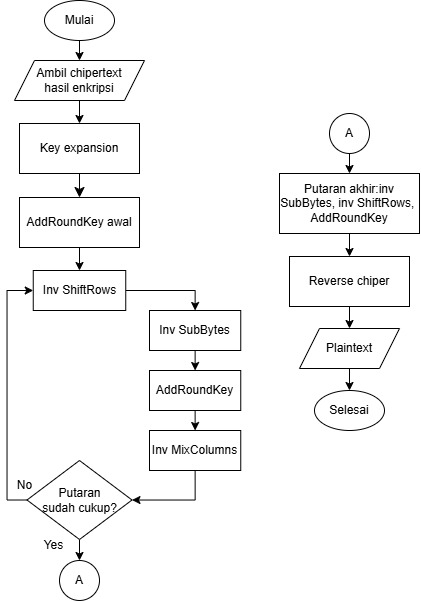 Mulai
Ambil chipertext
hasil enkripsi
Key expansion
AddRoundKey awal
Inv ShiftRows
Inv SubBytes
AddRoundKey
Inv MixColumns
Putaran
sudah cukup?
No
Yes
A
A
Putaran akhir:inv
SubBytes, inv ShiftRows,
AddRoundKey
Reverse chiper
Plaintext
Selesai